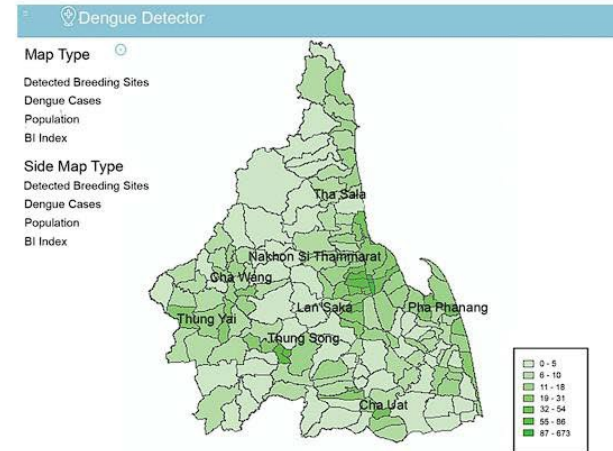 Dengue Detector
Map Type
Detected Breeding Sites
Dengue Cases
Population
BI Index
Side Map Type
Detected Breeding Sites
Dengue Cases
Population
BI Index
Tha Sala
Nakhon Si Thammarat
Cha Wang
Lan Saka
Pha Phanang
Thung Yai
Thung Song
Cha Uat
0 - 5
6 - 10
11 - 18
19 - 31
32 - 54
55 - 86
87 - 673